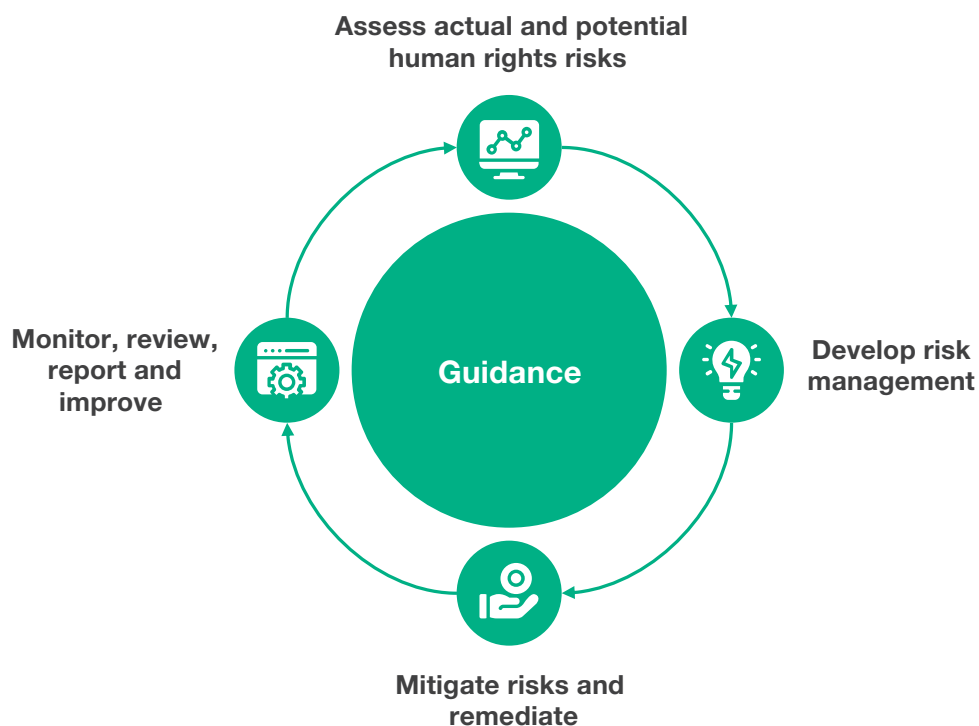 Assess actual and potential
human rights risks
Monitor, review,
report and
improve
Guidance
Develop risk
management
Mitigate risks and
remediate